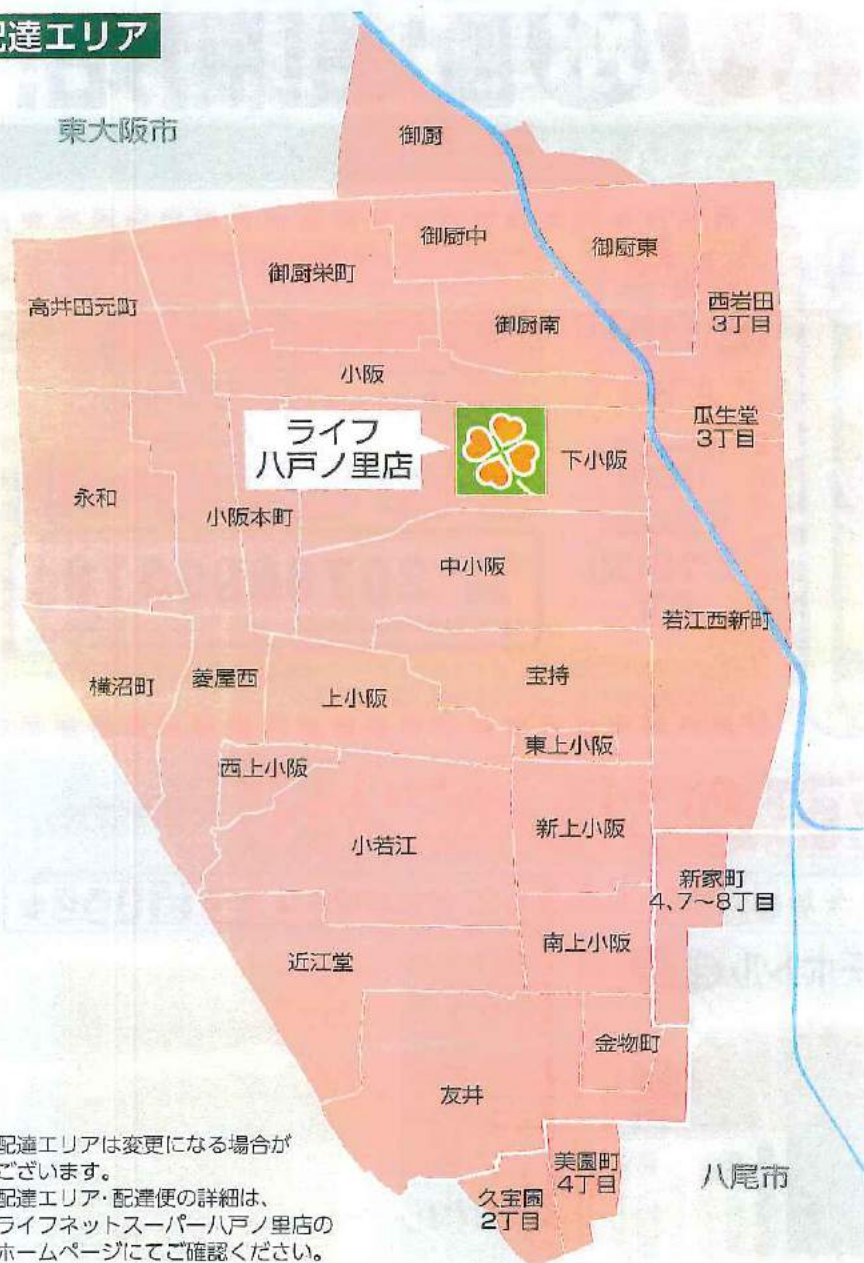 配達エリア
東大阪市
御厨
御厨中
御厨東
御厨栄町
西岩田
3丁目
高井田元町
御厨南
小阪
瓜生堂
3丁目
ライフ
八戸ノ里店
下小阪
永和
小阪本町
中小阪
若江西新町
横沼町
菱屋西
上小阪
宝持
東上小阪
西上小阪
新上小阪
小若江
新家町
4、7〜8丁目
南上小阪
近江堂
金物町
友井
美園町
4丁目
八尾市
久宝園
2丁目
配達エリアは変更になる場合が
ございます。
配達エリア・配達便の詳細は、
ライフネットスーパー八戸ノ里店の
ホームページにてご確認ください。